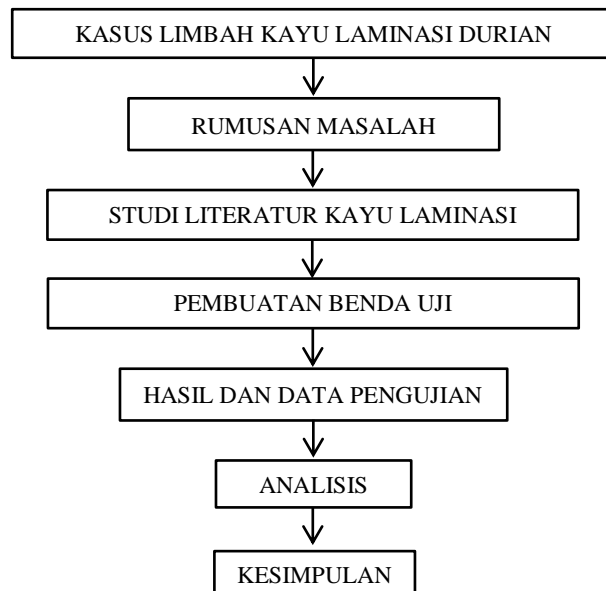 KASUS LIMBAH KAYU LAMINASI DURIAN
RUMUSAN MASALAH
STUDI LITERATUR KAYU LAMINASI
PEMBUATAN BENDA UJI
HASIL DAN DATA PENGUJIAN
ANALISIS
KESIMPULAN